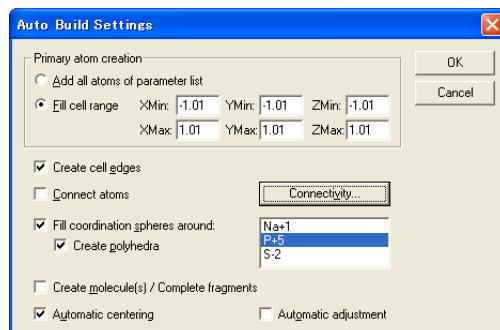 Auto Build Settings
Primary atom creation
Add all atoms of parameter list
Fill cell range XMin: -1.01 YMin: -1.01 ZMin: -1.01
XMax: 1.01 YMax: 1.01 ZMax: 1.01
OK
Cancel
Create cell edges
Connect atoms Connectivity...
Fill coordination spheres around: Na+1
Create polyhedra P+5
S-2
Create molecule(s) / Complete fragments
Automatic centering Automatic adjustment